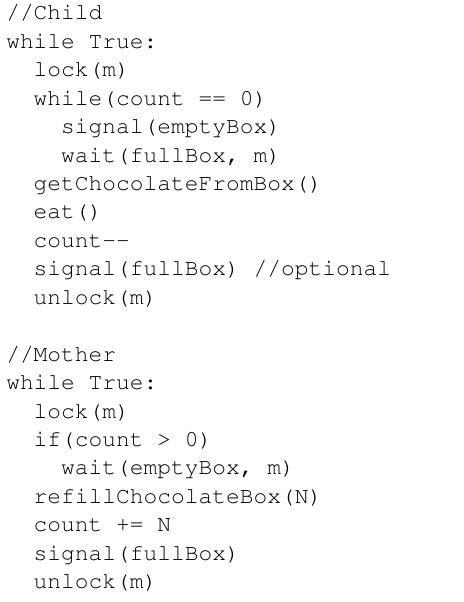 //Child
while True:
  lock(m)
  while(count == 0)
    signal(emptyBox)
    wait(fullBox, m)
  getChocolateFromBox()
  eat()
  count--
  signal(fullBox) //optional
  unlock(m)

//Mother
while True:
  lock(m)
  if(count > 0)
    wait(emptyBox, m)
  refillChocolateBox(N)
  count += N
  signal(fullBox)
  unlock(m)